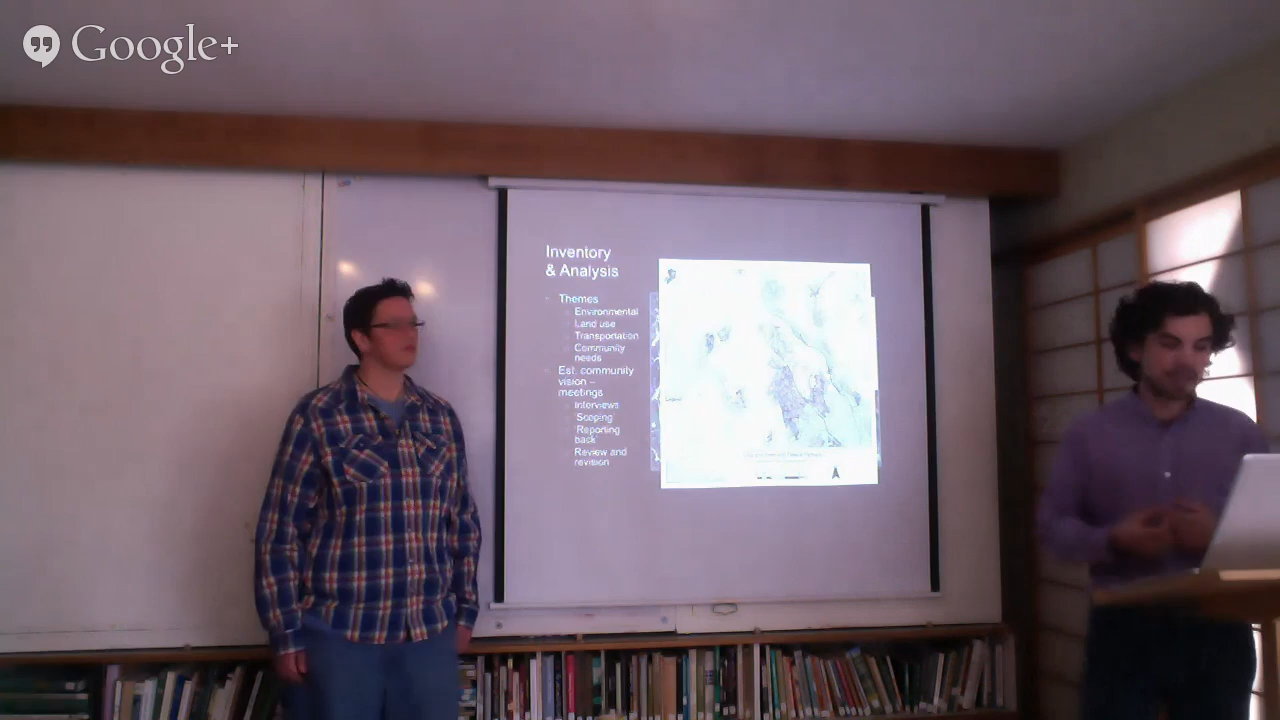 Google+
Inventory
& Analysis
Themes
Environmental
Land use
Transportation
Community
needs
Est. community
vision –
meetings
Interviews
'Scoping
'Reporting
back'
Review and
revision
Legend